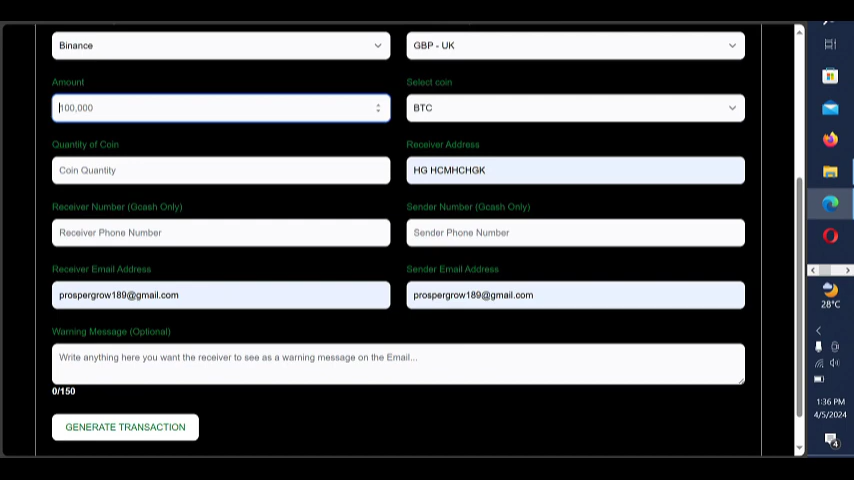 Binance
GBP - UK
Amount
Select coin
100,000
BTC
Quantity of Coin
Receiver Address
Coin Quantity
HG HCMHCHGK
Receiver Number (Gcash Only)
Sender Number (Gcash Only)
Receiver Phone Number
Sender Phone Number
Receiver Email Address
Sender Email Address
prospergrow189@gmail.com
prospergrow189@gmail.com
Warning Message (Optional)
Write anything here you want the receiver to see as a warning message on the Email...
0/150
GENERATE TRANSACTION
28°C
1:36 PM
4/5/2024
4